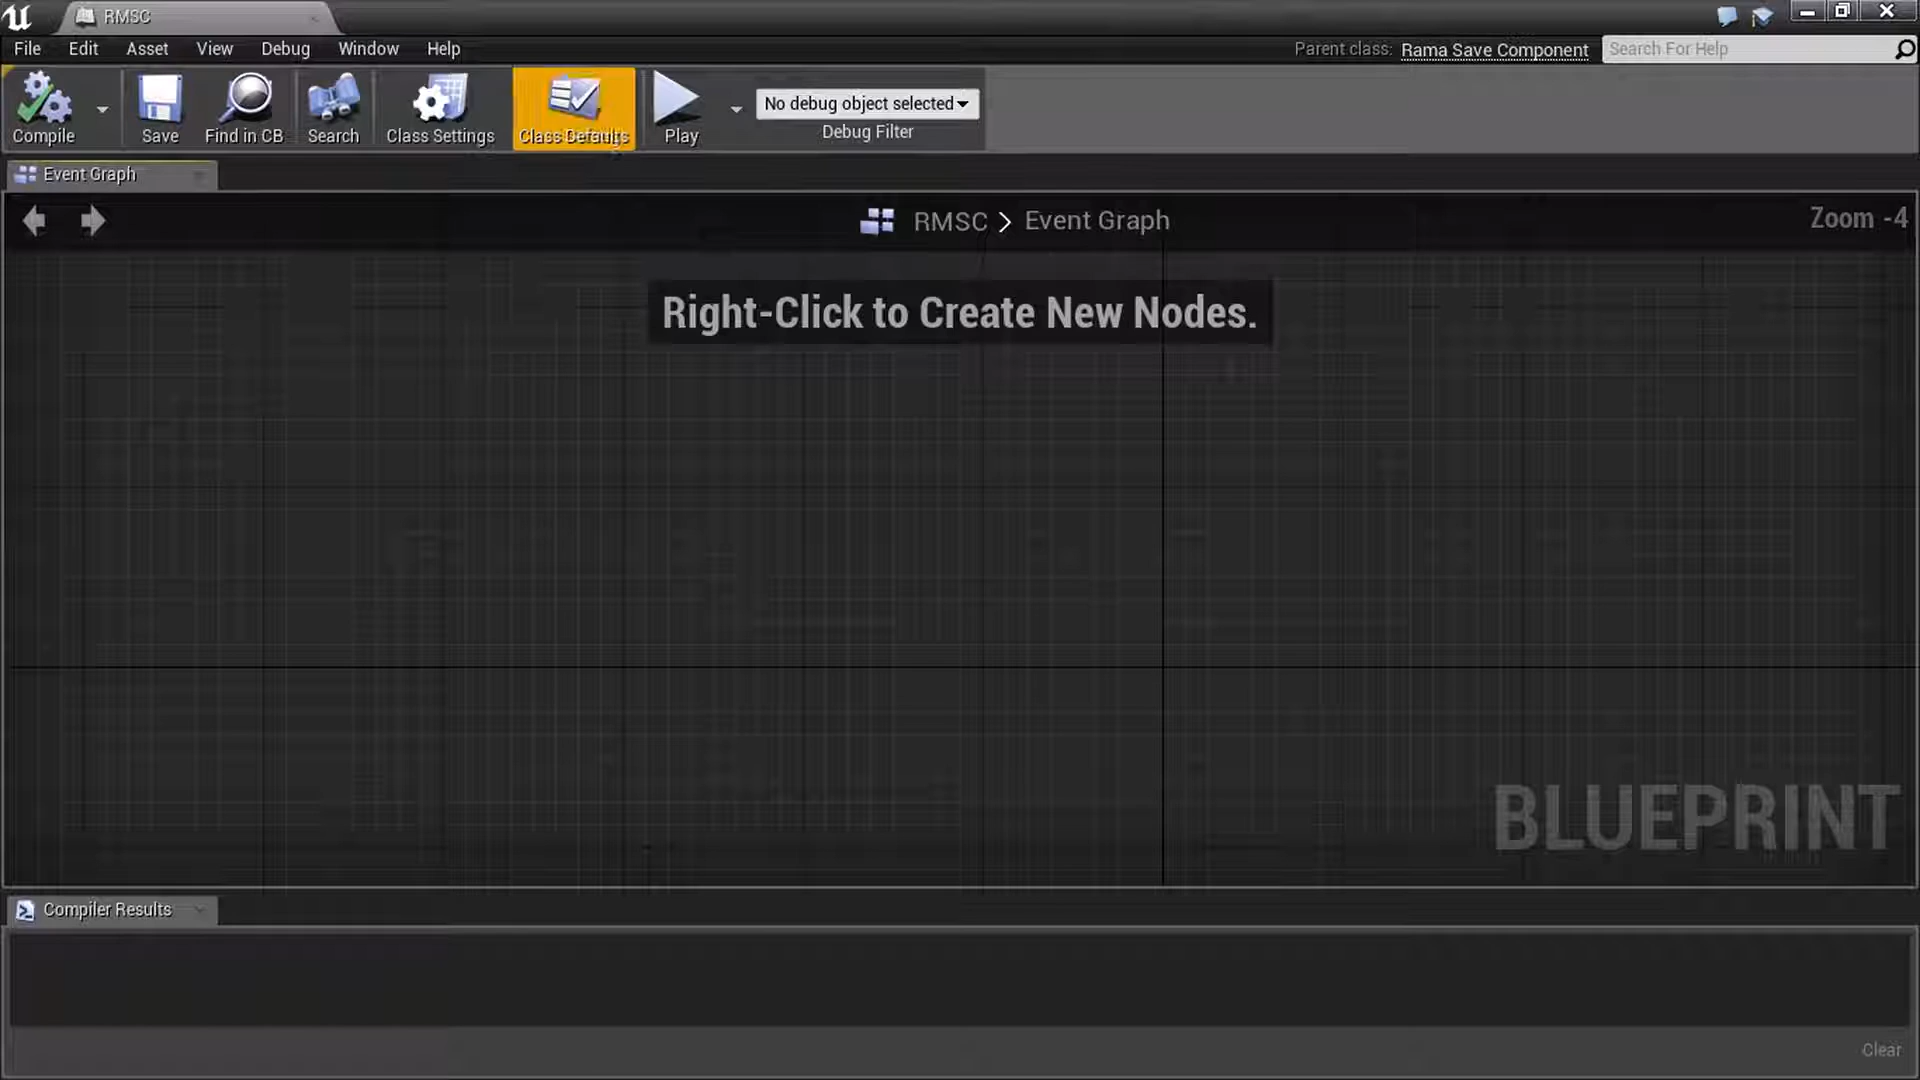 RMSC
File Edit Asset View Debug Window Help
Parent class: Rama Save Component Search For Help
Compile Save Find in CB Search Class Settings Class Defaults Play
No debug object selected
Debug Filter
Event Graph
RMSC > Event Graph
Zoom -4
Right-Click to Create New Nodes.
BLUEPRINT
Compiler Results
Clear